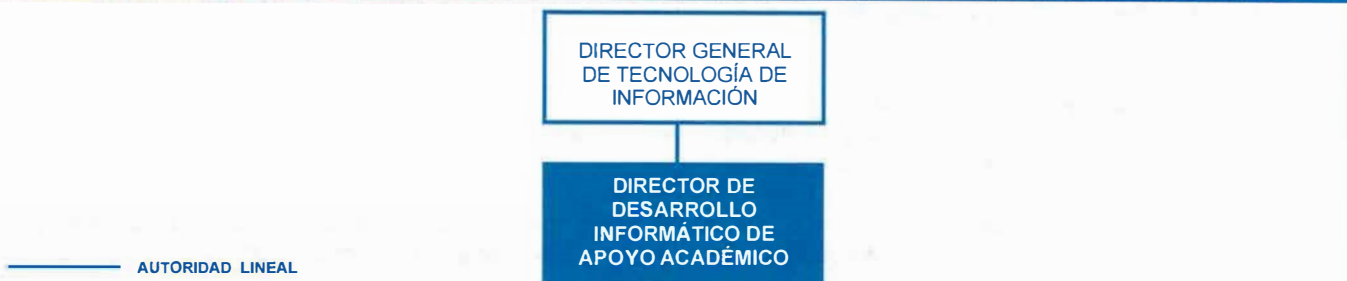 DIRECTOR GENERAL
DE TECNOLOGÍA DE
INFORMACIÓN
DIRECTOR DE
DESARROLLO
INFORMÁTICO DE
APOYO ACADÉMICO
AUTORIDAD LINEAL